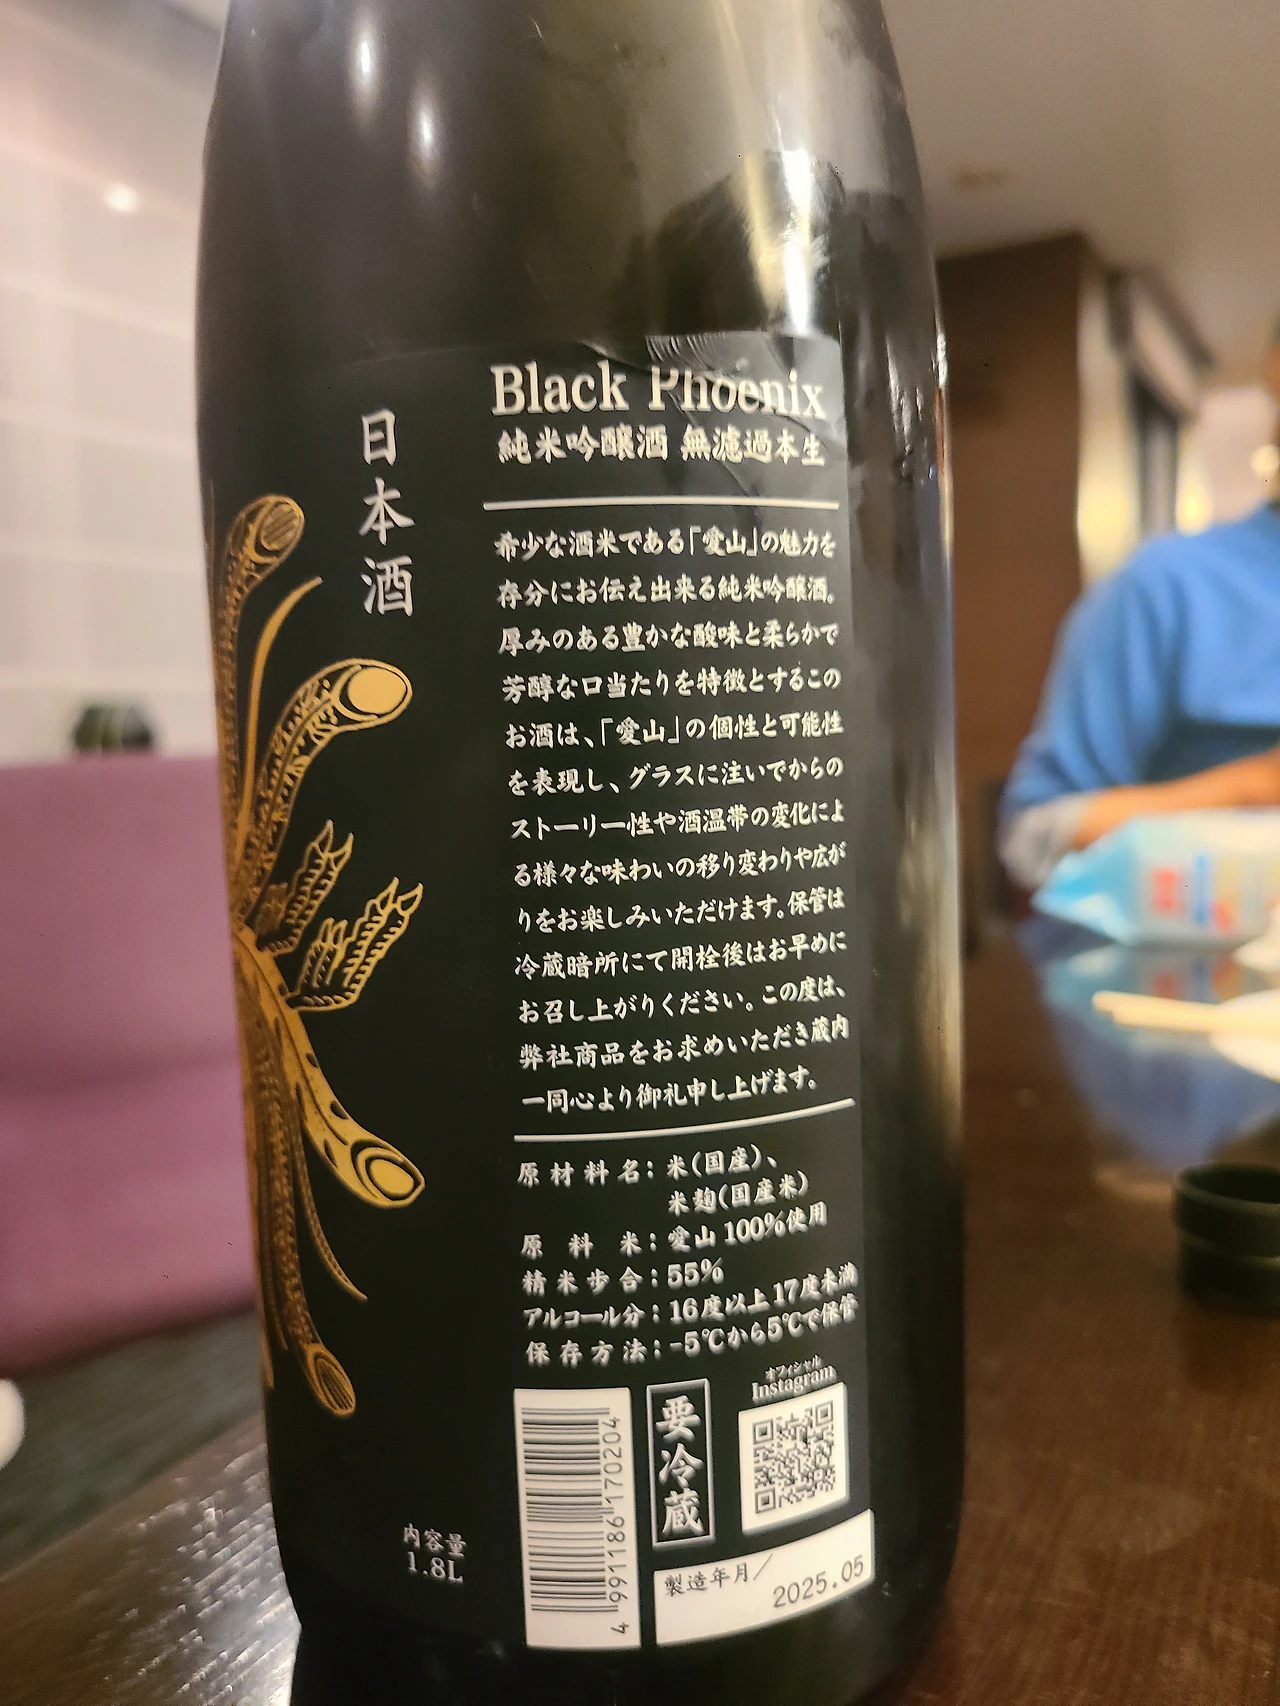 日本酒
Black Phoenix
純米吟醸酒 無濾過本生
希少な酒米である「愛山」の魅力を
存分にお伝え出来る純米吟醸酒。
厚みのある豊かな酸味と柔らかで
芳醇な口当たりを特徴とするこの
お酒は、「愛山」の個性と可能性
を表現し、グラスに注いでからの
ストーリー性や酒温帯の変化によ
る様々な味わいの移り変わりや広が
りをお楽しみいただけます。保管は
冷蔵暗所にて開栓後はお早めに
お召し上がりください。この度は、
弊社商品をお求めいただき蔵内
一同心より御礼申し上げます。
原材料名：米（国産）、
米麹（国産米）
原料米：愛山 100％使用
精米歩合：55％
アルコール分：16度以上17度未満
保存方法：-5℃から5℃で保管
4 991186 170204
要冷蔵
オフィシャル
Instagram
製造年月/
2025.05
内容量
1.8L